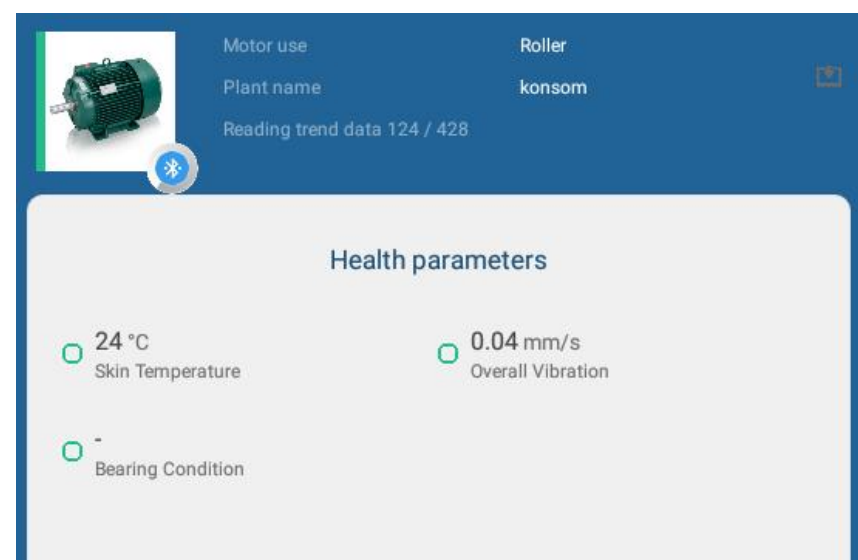 Motor use Roller
Plant name konsom
Reading trend data 124 / 428
Health parameters
24 °C
Skin Temperature
0.04 mm/s
Overall Vibration
-
Bearing Condition